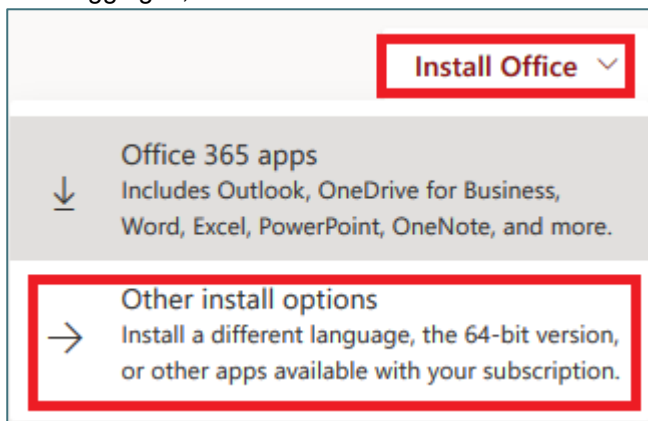 Install Office
Office 365 apps
Includes Outlook, OneDrive for Business,
Word, Excel, PowerPoint, OneNote, and more.
Other install options
Install a different language, the 64-bit version,
or other apps available with your subscription.